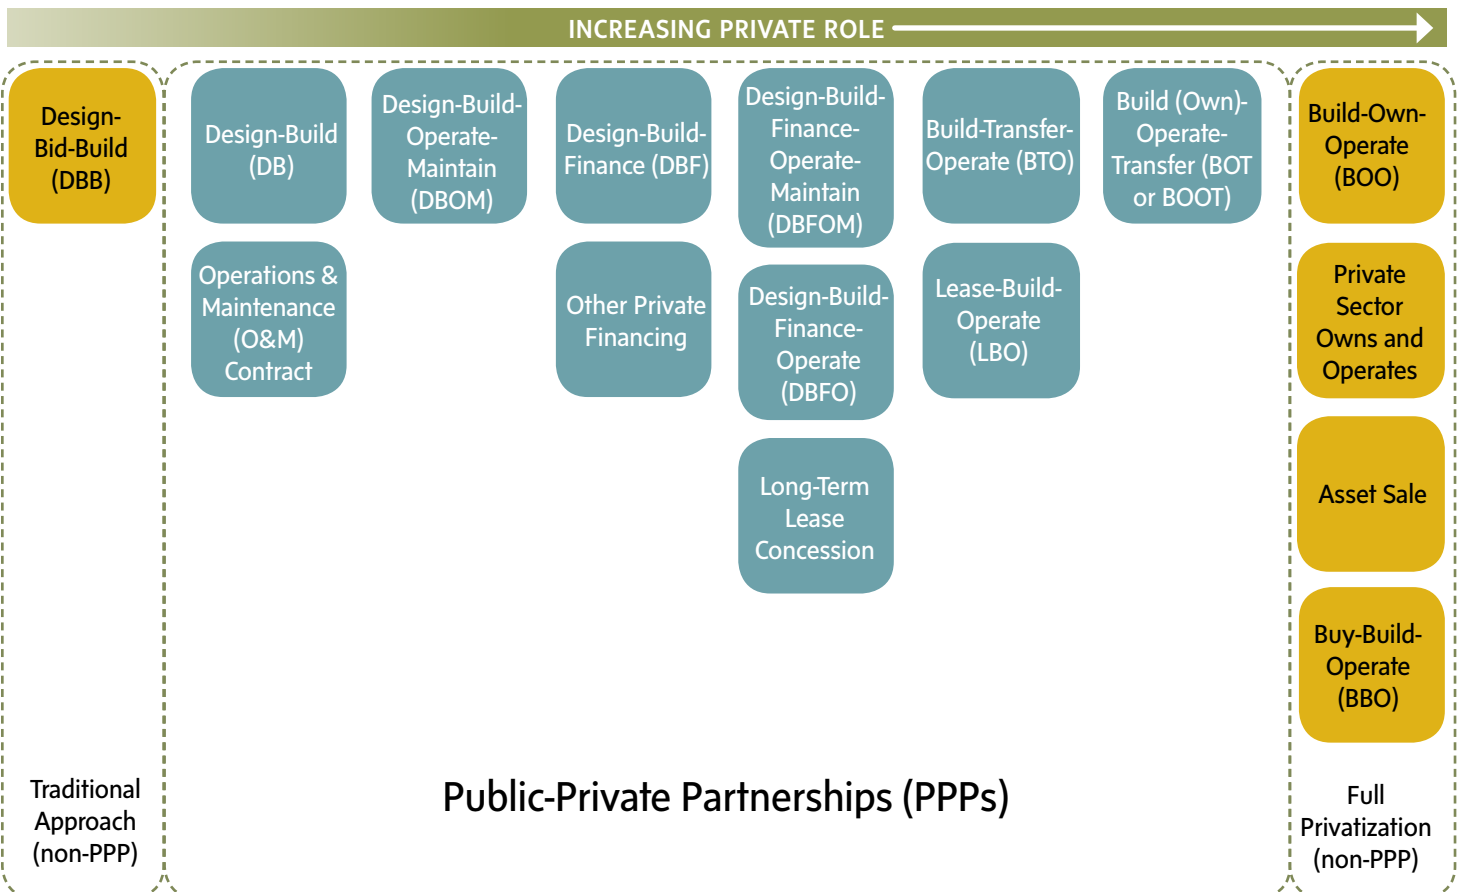 INCREASING PRIVATE ROLE
Design-
Bid-Build
(DBB)
Traditional
Approach
(non-PPP)
Design-Build
(DB)
Operations &
Maintenance
(O&M)
Contract
Design-Build-
Operate-
Maintain
(DBOM)
Design-Build-
Finance (DBF)
Other Private
Financing
Design-Build-
Finance-
Operate-
Maintain
(DBFOM)
Design-Build-
Finance-
Operate
(DBFO)
Long-Term
Lease
Concession
Build-Transfer-
Operate (BTO)
Lease-Build-
Operate
(LBO)
Build (Own)-
Operate-
Transfer (BOT
or BOOT)
Public-Private Partnerships (PPPs)
Build-Own-
Operate
(BOO)
Private
Sector
Owns and
Operates
Asset Sale
Buy-Build-
Operate
(BBO)
Full
Privatization
(non-PPP)